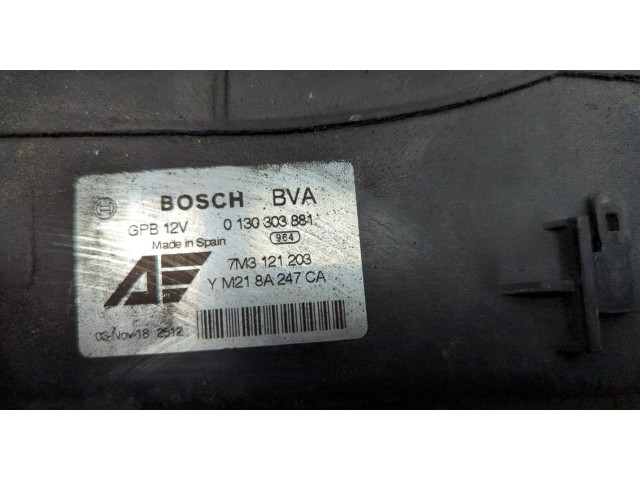 BOSCH BVA
GPB 12V 0 130 303 881
Made in Spain 964
7M3 121 203
Y M21 8A 247 CA
03-Nov-18 2512